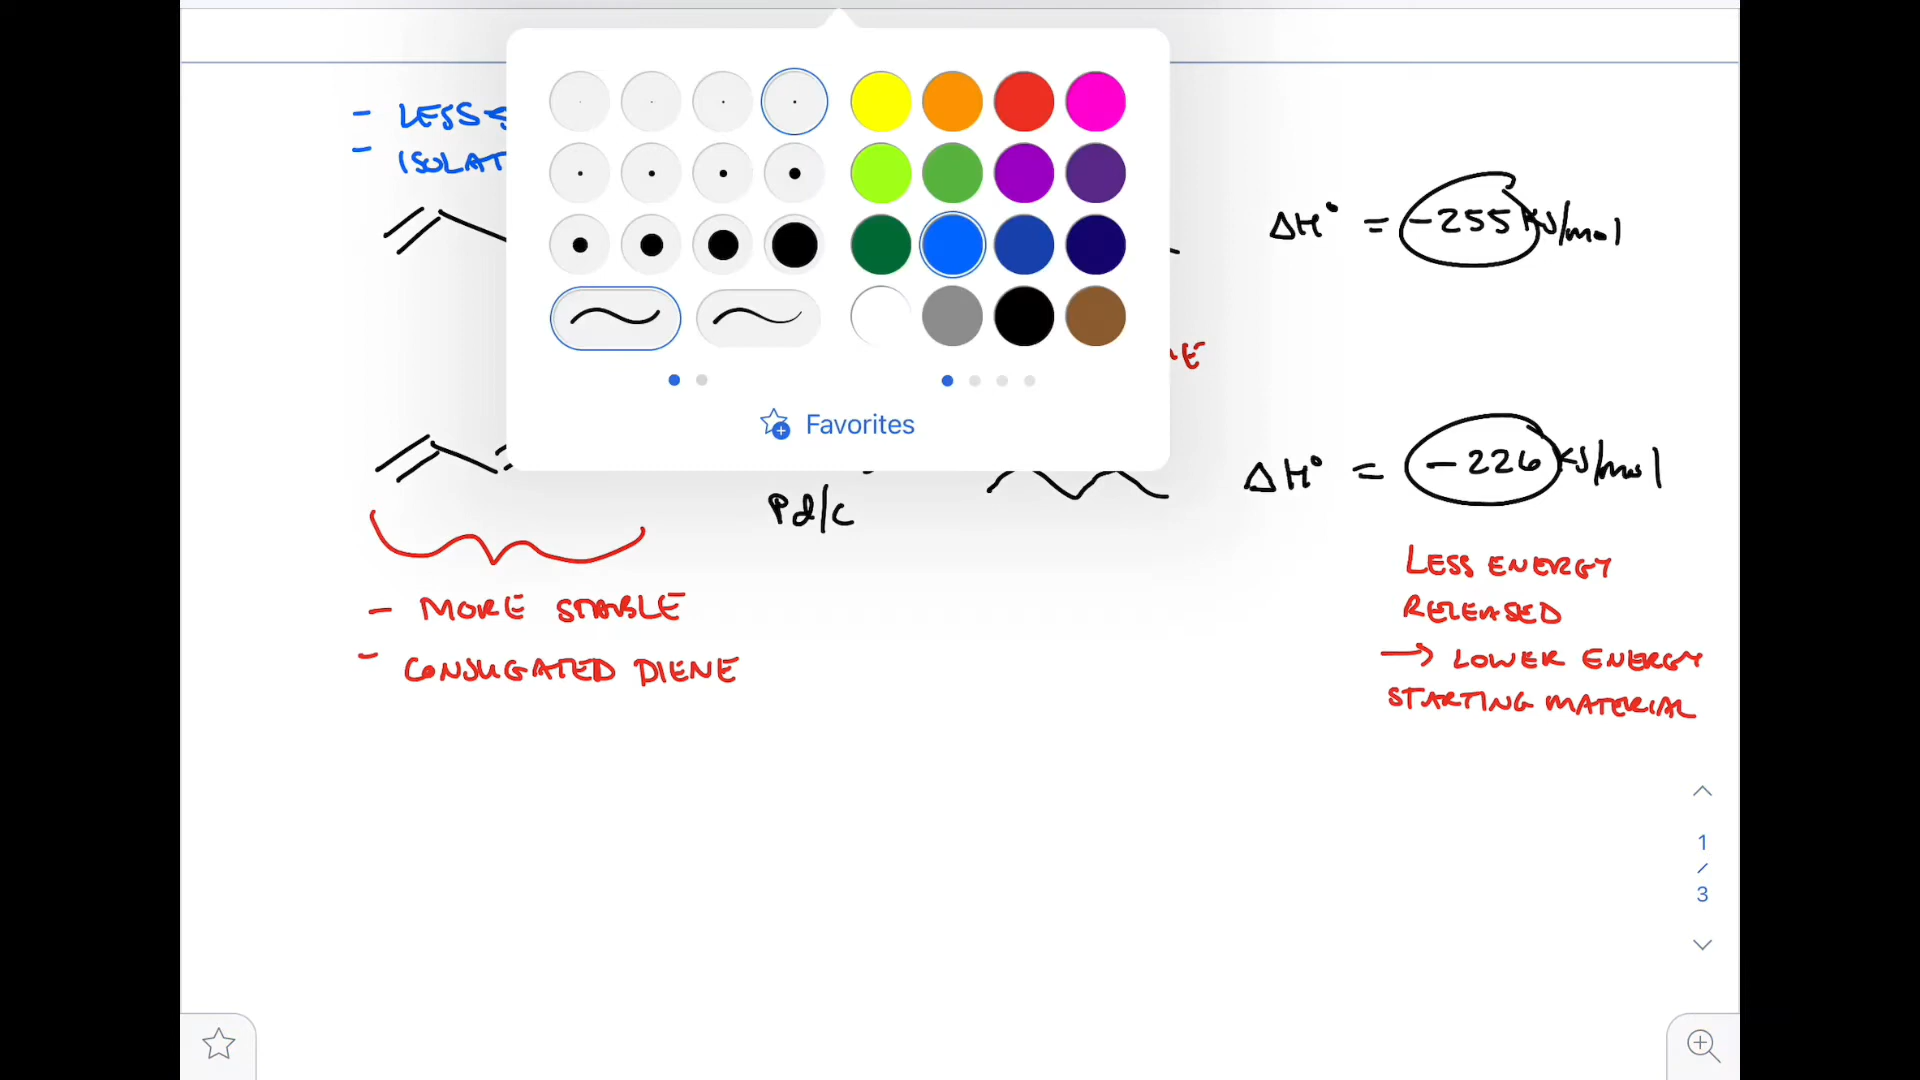 - LESS
- ISOLAT
ΔH° = -255 kJ/mol
Favorites
ΔH° = -226 kJ/mol
Pd/C
LESS ENERGY
RELEASED
→ LOWER ENERGY
STARTING MATERIAL
- MORE STABLE
- CONJUGATED DIENE
1
/
3